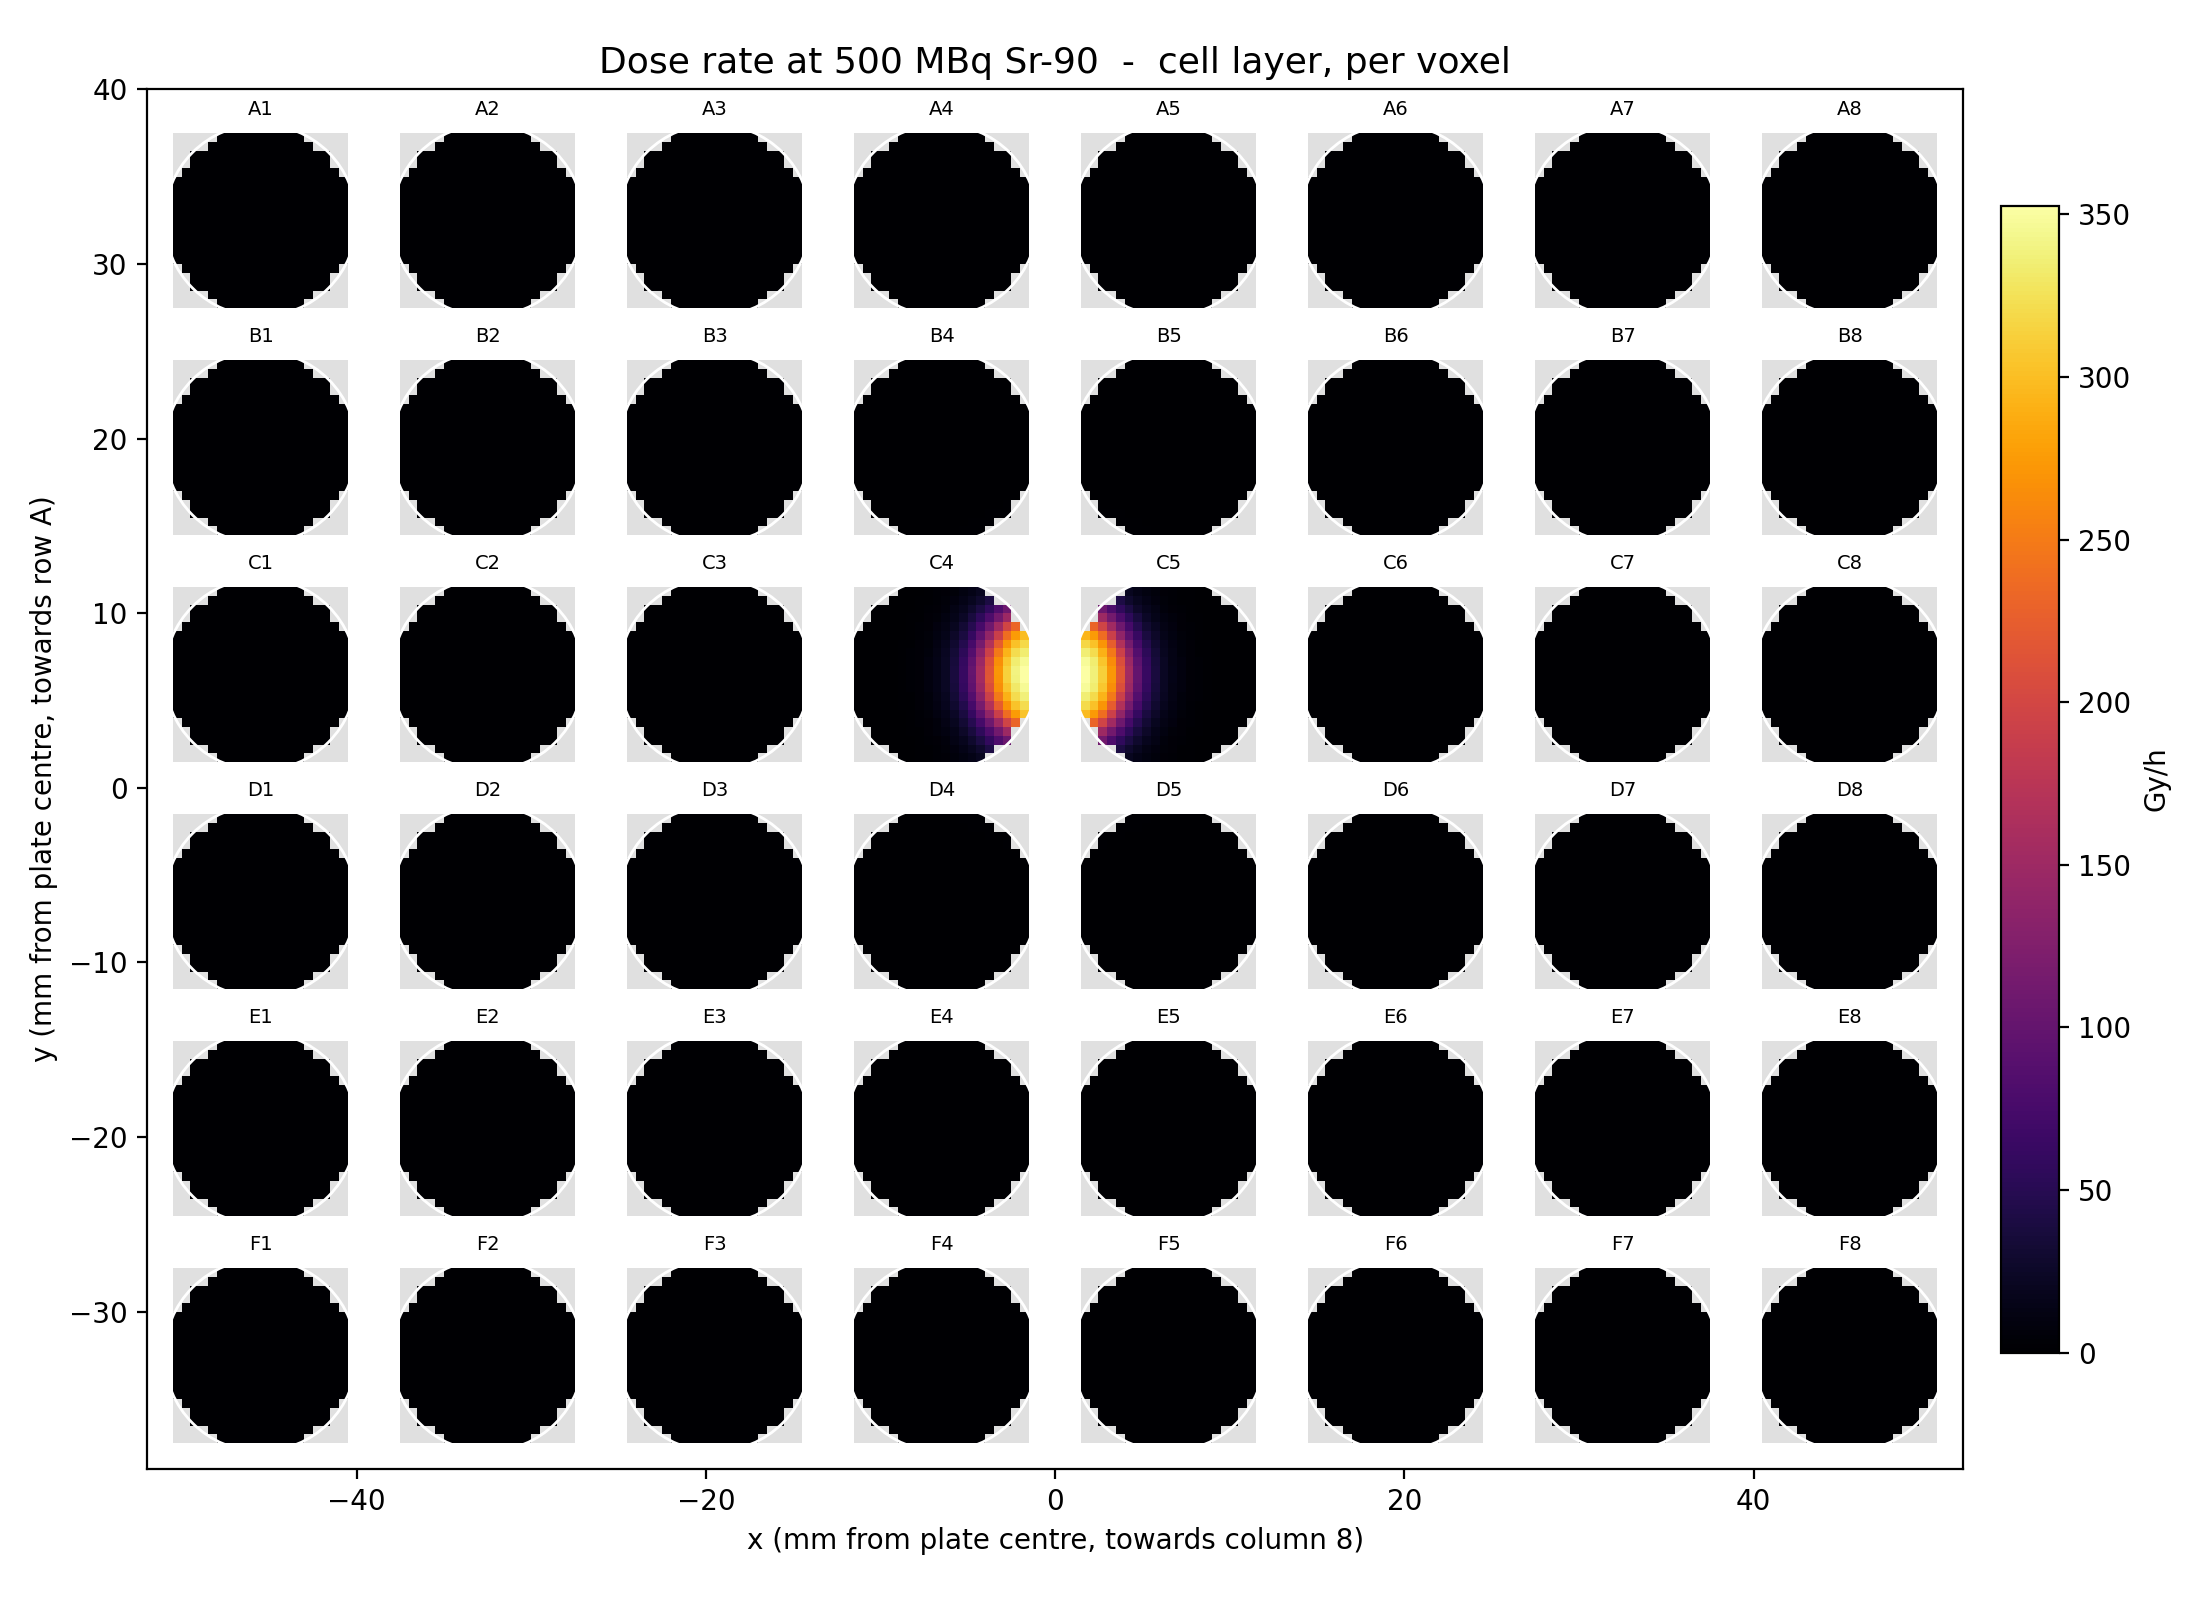 Dose rate at 500 MBq Sr-90 - cell layer, per voxel
40
A1 A2 A3 A4 A5 A6 A7 A8
350
30
B1 B2 B3 B4 B5 B6 B7 B8
300
20
250
C1 C2 C3 C4 C5 C6 C7 C8
10
200
y (mm from plate centre, towards row A)
Gy/h
0
D1 D2 D3 D4 D5 D6 D7 D8
150
−10
E1 E2 E3 E4 E5 E6 E7 E8
100
−20
50
F1 F2 F3 F4 F5 F6 F7 F8
−30
0
−40 −20 0 20 40
x (mm from plate centre, towards column 8)